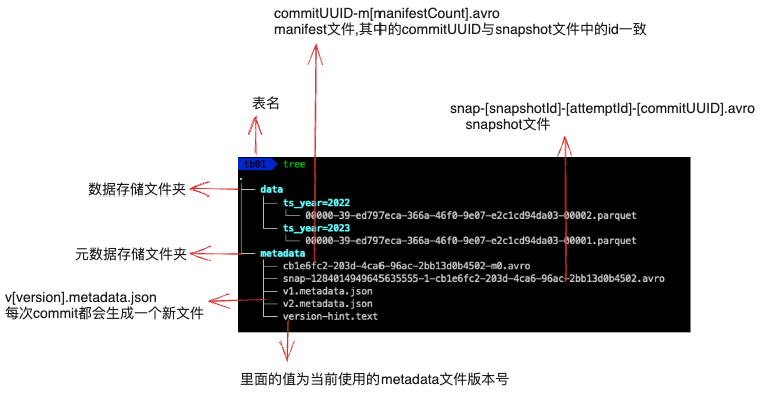 commitUUID-m[manifestCount].avro
manifest文件,其中的commitUUID与snapshot文件中的id一致
表名
snap-[snapshotId]-[attemptId]-[commitUUID].avro
snapshot文件
tb01 tree
.
数据存储文件夹
data
ts_year=2022
00000-39-ed797eca-366a-46f0-9e07-e2c1cd94da03-00002.parquet
ts_year=2023
00000-39-ed797eca-366a-46f0-9e07-e2c1cd94da03-00001.parquet
元数据存储文件夹
metadata
cb1e6fc2-203d-4ca6-96ac-2bb13d0b4502-m0.avro
snap-1284014949645635555-1-cb1e6fc2-203d-4ca6-96ac-2bb13d0b4502.avro
v[version].metadata.json
每次commit都会生成一个新文件
v1.metadata.json
v2.metadata.json
version-hint.text
里面的值为当前使用的metadata文件版本号